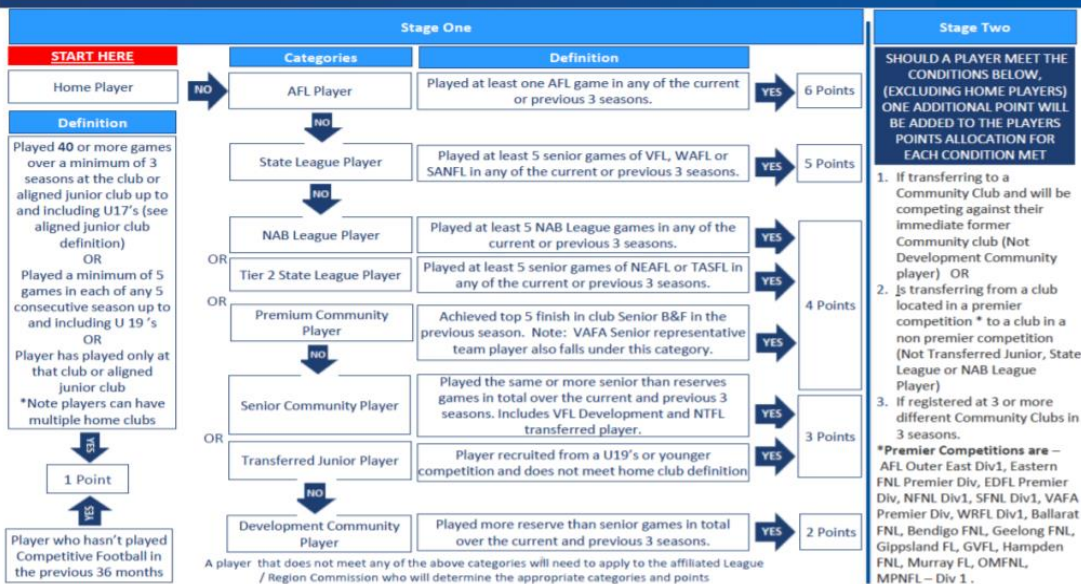 Stage One
START HERE
Home Player
Definition
Played 40 or more games
over a minimum of 3
seasons at the club or
aligned junior club up to
and including U17's (see
aligned junior club
definition)
OR
Played a minimum of 5
games in each of any 5
consecutive season up to
and including U 19 's
OR
Player has played only at
that club or aligned
junior club
*Note players can have
multiple home clubs
YES
1 Point
YES
Player who hasn't played
Competitive Football in
the previous 36 months
NO
Categories
Definition
AFL Player
Played at least one AFL game in any of the current
or previous 3 seasons.
YES
6 Points
NO
State League Player
Played at least 5 senior games of VFL, WAFL or
SANFL in any of the current or previous 3 seasons.
YES
5 Points
NO
NAB League Player
Played at least 5 NAB League games in any of the
current or previous 3 seasons.
YES
OR
Tier 2 State League Player
Played at least 5 senior games of NEAFL or TASFL
in any of the current or previous 3 seasons.
YES
4 Points
OR
Premium Community
Player
Achieved top 5 finish in club Senior B&F in the
previous season. Note: VAFA Senior representative
team player also falls under this category.
YES
NO
Senior Community Player
Played the same or more senior than reserves
games in total over the current and previous 3
seasons. Includes VFL Development and NTFL
transferred player.
YES
3 Points
OR
Transferred Junior Player
Player recruited from a U19's or younger
competition and does not meet home club definition
YES
NO
Development Community
Player
Played more reserve than senior games in total
over the current and previous 3 seasons.
YES
2 Points
A player that does not meet any of the above categories will need to apply to the affiliated League
/ Region Commission who will determine the appropriate categories and points
Stage Two
SHOULD A PLAYER MEET THE
CONDITIONS BELOW,
(EXCLUDING HOME PLAYERS)
ONE ADDITIONAL POINT WILL
BE ADDED TO THE PLAYERS
POINTS ALLOCATION FOR
EACH CONDITION MET
1. If transferring to a
Community Club and will be
competing against their
immediate former
Community club (Not
Development Community
player) OR
2. Is transferring from a club
located in a premier
competition * to a club in a
non premier competition
(Not Transferred Junior, State
League or NAB League
Player)
3. If registered at 3 or more
different Community Clubs in
3 seasons.
*Premier Competitions are –
AFL Outer East Div1, Eastern
FNL Premier Div, EDFL Premier
Div, NFNL Div1, SFNL Div1, VAFA
Premier Div, WRFL Div1, Ballarat
FNL, Bendigo FNL, Geelong FNL,
Gippsland FL, GVFL, Hampden
FNL, Murray FL, OMFNL,
MPNFL – Div 1 .